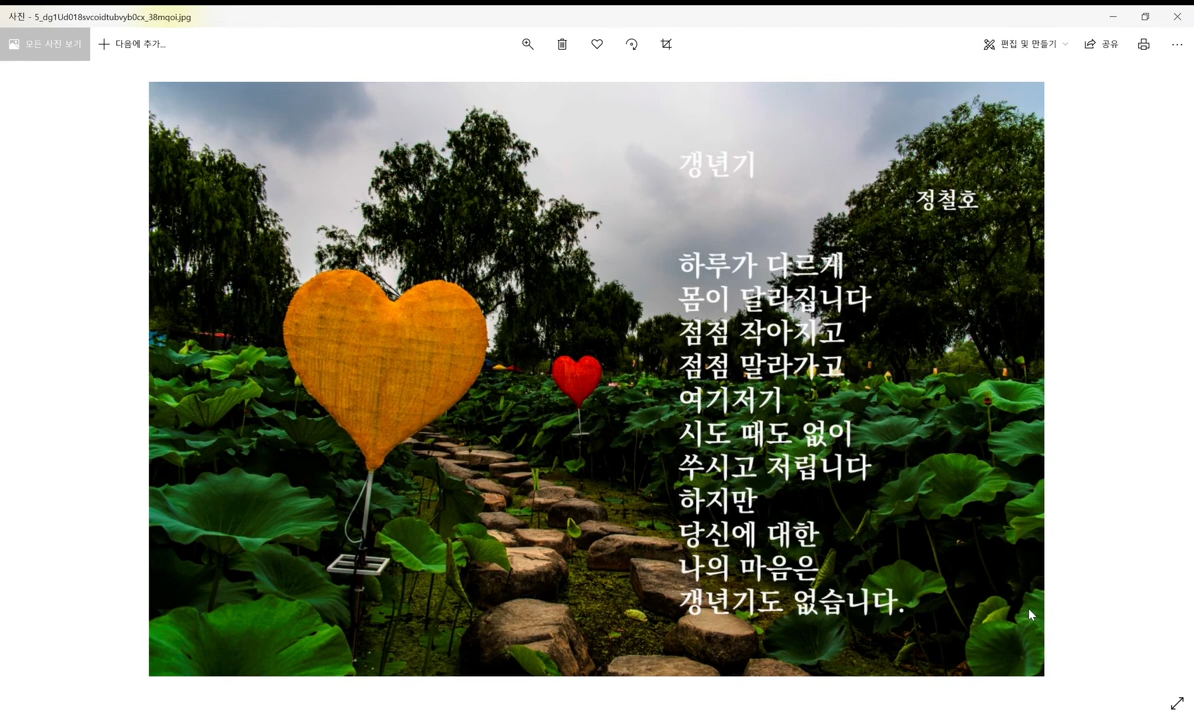 사진 - 5_dg1Ud018svcoidtubvyb0cx_38mqoi.jpg
모든 사진 보기
다음에 추가...
편집 및 만들기
공유
갱년기
정철호
하루가 다르게
몸이 달라집니다
점점 작아지고
점점 말라가고
여기저기
시도 때도 없이
쑤시고 저립니다
하지만
당신에 대한
나의 마음은
갱년기도 없습니다.